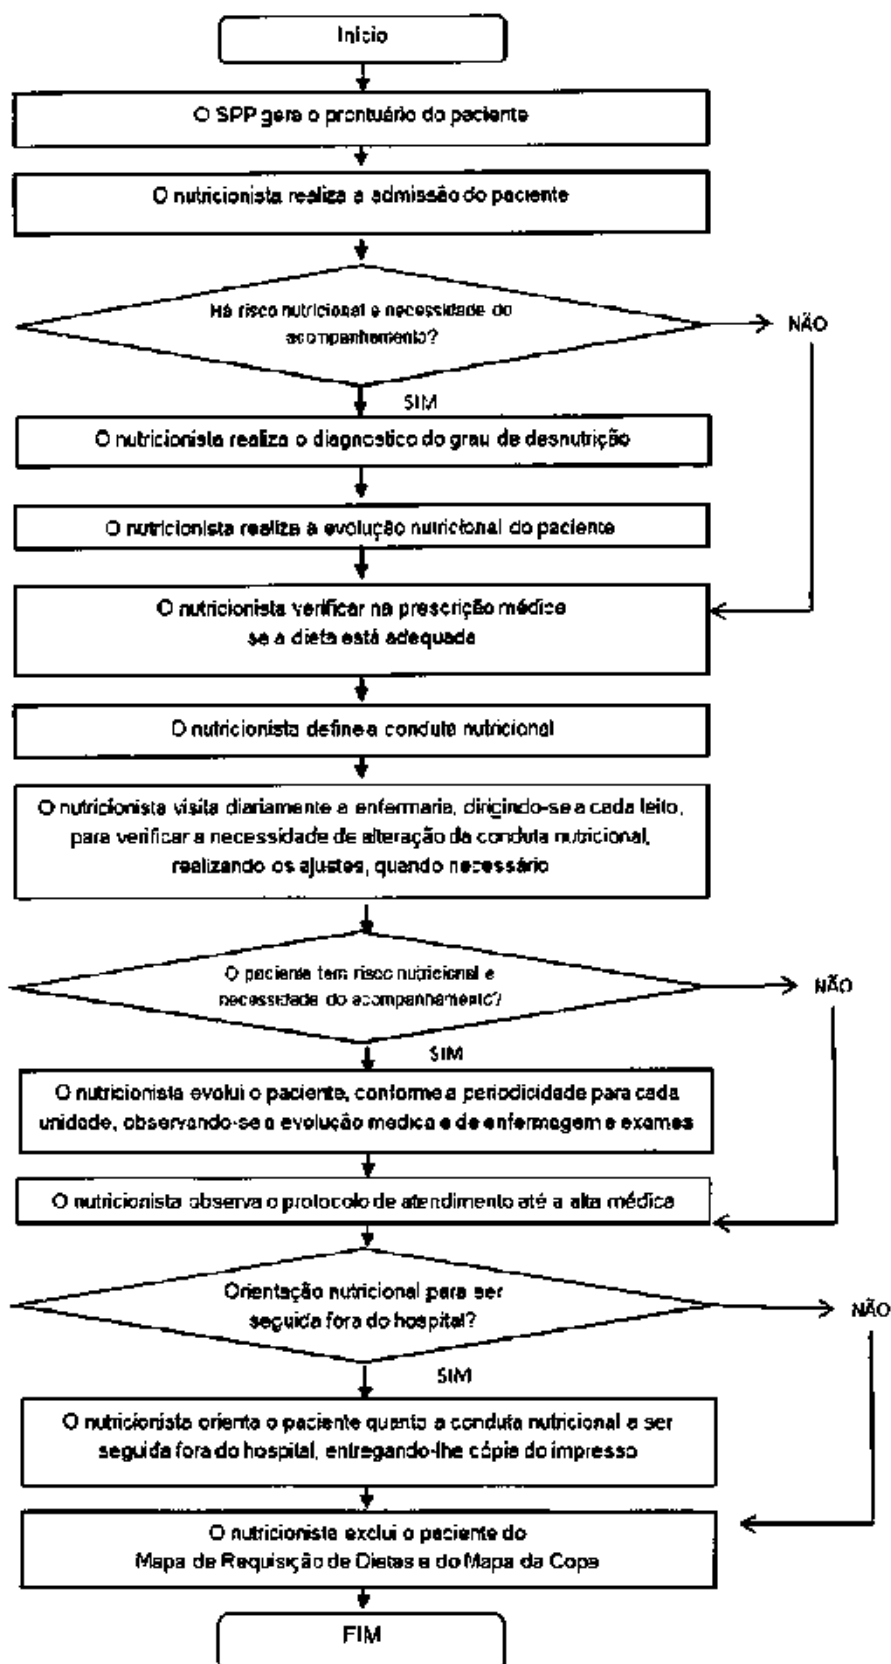 Início
O SPP gera o prontuário do paciente
O nutricionista realiza a admissão do paciente
Há risco nutricional e necessidade do
acompanhamento?
NÃO
SIM
O nutricionista realiza o diagnostico do grau de desnutrição
O nutricionista realiza a evolução nutricional do paciente
O nutricionista verificar na prescrição médica
se a dieta está adequada
O nutricionista define a conduta nutricional
O nutricionista visita diariamente a enfermaria, dirigindo-se a cada leito,
para verificar a necessidade de alteração da conduta nutricional,
realizando os ajustes, quando necessário
O paciente tem risco nutricional e
necessidade do acompanhamento?
NÃO
SIM
O nutricionista evolui o paciente, conforme a periodicidade para cada
unidade, observando-se a evolução medica e de enfermagem e exames
O nutricionista observa o protocolo de atendimento até a alta médica
Orientação nutricional para ser
seguida fora do hospital?
NÃO
SIM
O nutricionista orienta o paciente quanto a conduta nutricional a ser
seguida fora do hospital, entregando-lhe cópia do impresso
O nutricionista exclui o paciente do
Mapa de Requisição de Dietas e do Mapa da Copa
FIM